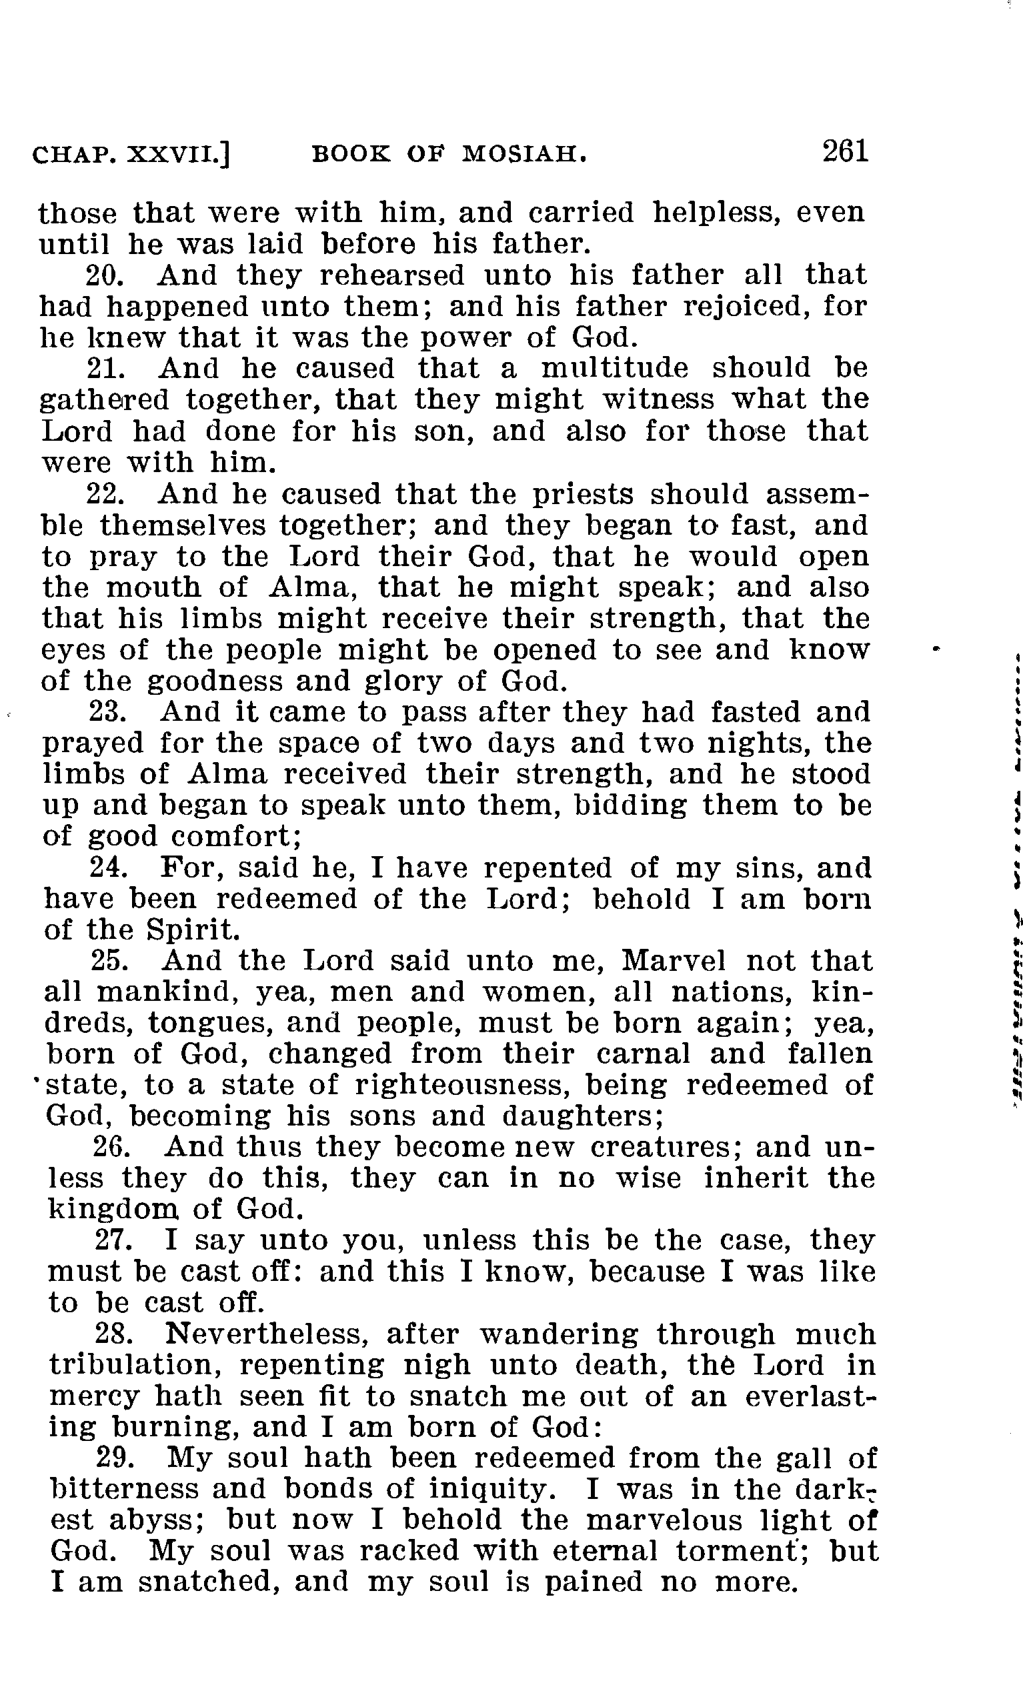 CHAP. XXVII.] BOOK OF MOSIAH. 261
those that were with him, and carried helpless, even
until he was laid before his father.
20. And they rehearsed unto his father all that
had happened unto them; and his father rejoiced, for
he knew that it was the power of God.
21. And he caused that a multitude should be
gathered together, that they might witness what the
Lord had done for his son, and also for those that
were with him.
22. And he caused that the priests should assem-
ble themselves together; and they began to fast, and
to pray to the Lord their God, that he would open
the mouth of Alma, that he might speak; and also
that his limbs might receive their strength, that the
eyes of the people might be opened to see and know
of the goodness and glory of God.
23. And it came to pass after they had fasted and
prayed for the space of two days and two nights, the
limbs of Alma received their strength, and he stood
up and began to speak unto them, bidding them to be
of good comfort;
24. For, said he, I have repented of my sins, and
have been redeemed of the Lord; behold I am born
of the Spirit.
25. And the Lord said unto me, Marvel not that
all mankind, yea, men and women, all nations, kin-
dreds, tongues, and people, must be born again; yea,
born of God, changed from their carnal and fallen
state, to a state of righteousness, being redeemed of
God, becoming his sons and daughters;
26. And thus they become new creatures; and un-
less they do this, they can in no wise inherit the
kingdom of God.
27. I say unto you, unless this be the case, they
must be cast off: and this I know, because I was like
to be cast off.
28. Nevertheless, after wandering through much
tribulation, repenting nigh unto death, the Lord in
mercy hath seen fit to snatch me out of an everlast-
ing burning, and I am born of God:
29. My soul hath been redeemed from the gall of
bitterness and bonds of iniquity. I was in the dark-
est abyss; but now I behold the marvelous light of
God. My soul was racked with eternal torment; but
I am snatched, and my soul is pained no more.